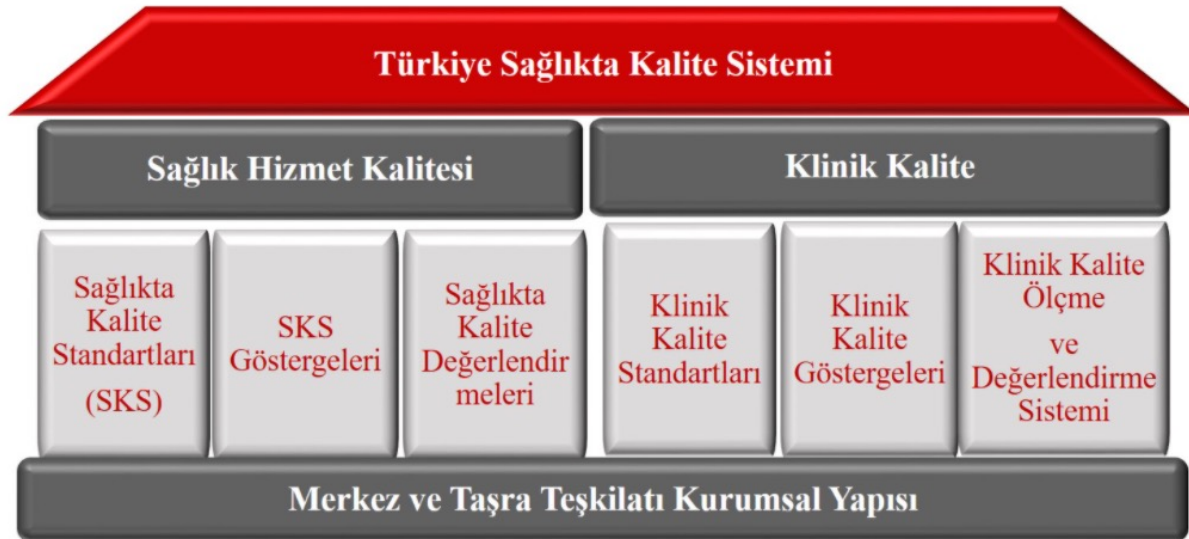 Türkiye Sağlıkta Kalite Sistemi
Sağlık Hizmet Kalitesi
Klinik Kalite
Sağlıkta
Kalite
Standartları
(SKS)
SKS
Göstergeleri
Sağlıkta
Kalite
Değerlendir
meleri
Klinik
Kalite
Standartları
Klinik
Kalite
Göstergeleri
Klinik Kalite
Ölçme
ve
Değerlendirme
Sistemi
Merkez ve Taşra Teşkilatı Kurumsal Yapısı